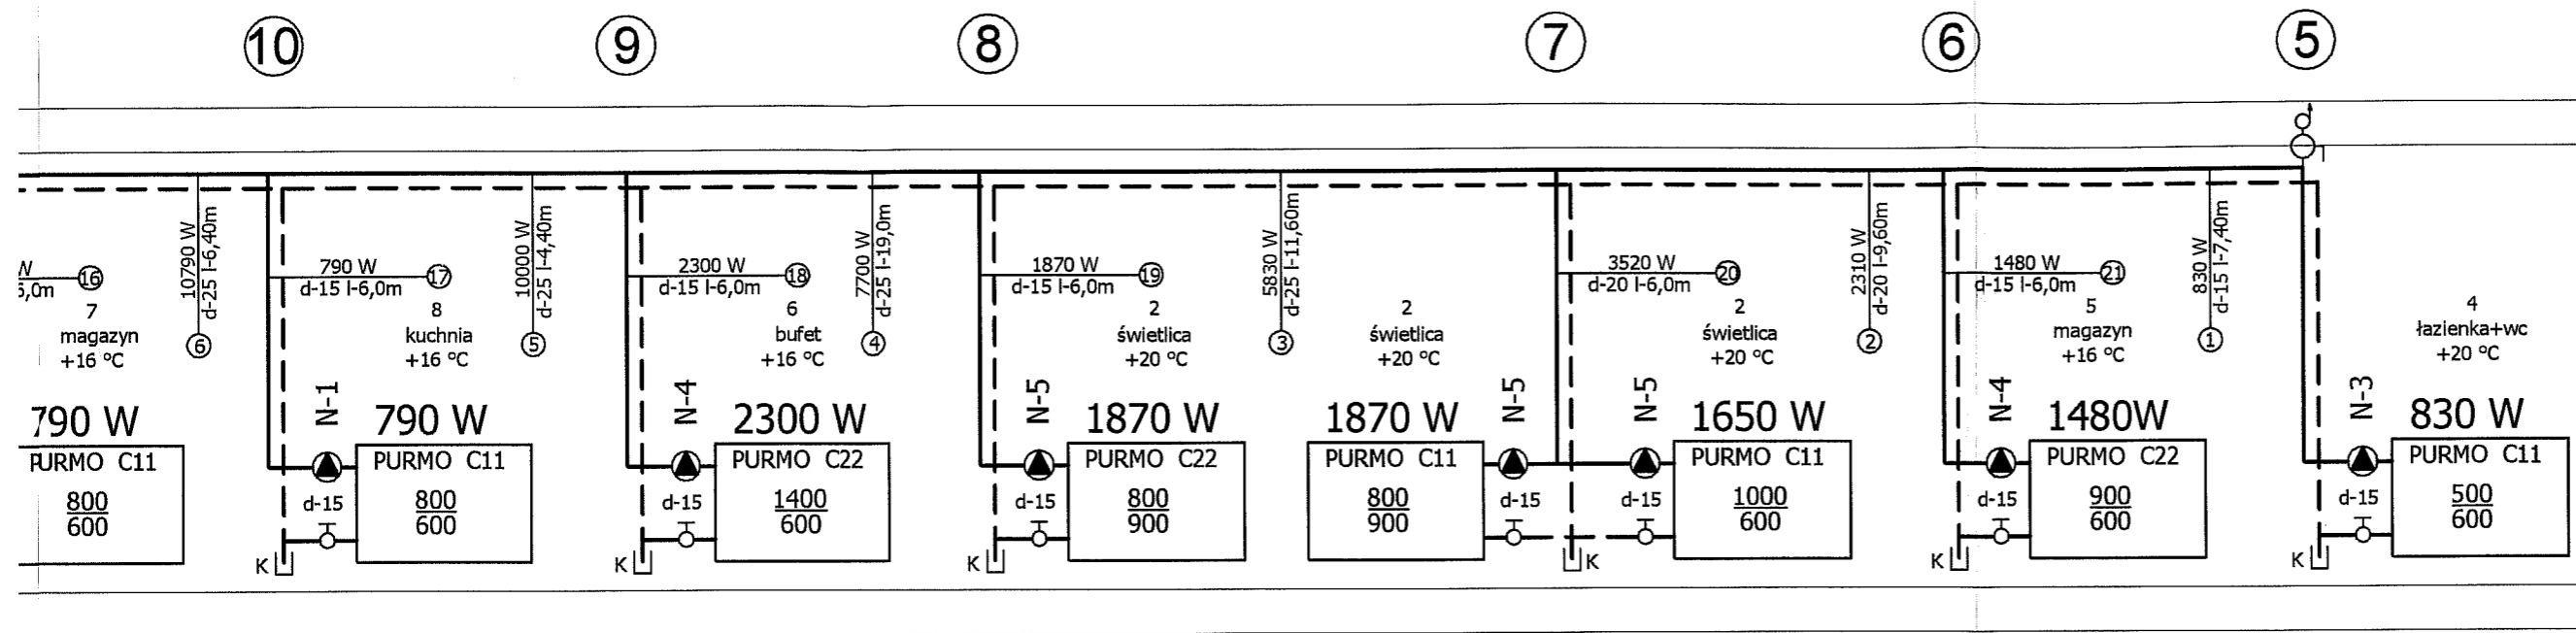 10
9
8
7
6
5
W
5,0m
16
7
magazyn
+16 °C
790 W
PURMO C11
800
600
10790 W
d-25 l-6,40m
6
790 W
d-15 l-6,0m
17
8
kuchnia
+16 °C
N-1
790 W
PURMO C11
800
600
d-15
K
10000 W
d-25 l-4,40m
5
2300 W
d-15 l-6,0m
18
6
bufet
+16 °C
N-4
2300 W
PURMO C22
1400
600
d-15
K
7700 W
d-25 l-19,0m
4
1870 W
d-15 l-6,0m
19
2
świetlica
+20 °C
N-5
1870 W
PURMO C22
800
900
d-15
K
5830 W
d-25 l-11,60m
3
2
świetlica
+20 °C
1870 W
N-5
PURMO C11
800
900
d-15
3520 W
d-20 l-6,0m
20
2
świetlica
+20 °C
N-5
1650 W
PURMO C11
1000
600
d-15
K
2310 W
d-20 l-9,60m
2
1480 W
d-15 l-6,0m
21
5
magazyn
+16 °C
N-4
1480W
PURMO C22
900
600
d-15
K
830 W
d-15 l-7,40m
1
4
łazienka+wc
+20 °C
N-3
830 W
PURMO C11
500
600
d-15
K